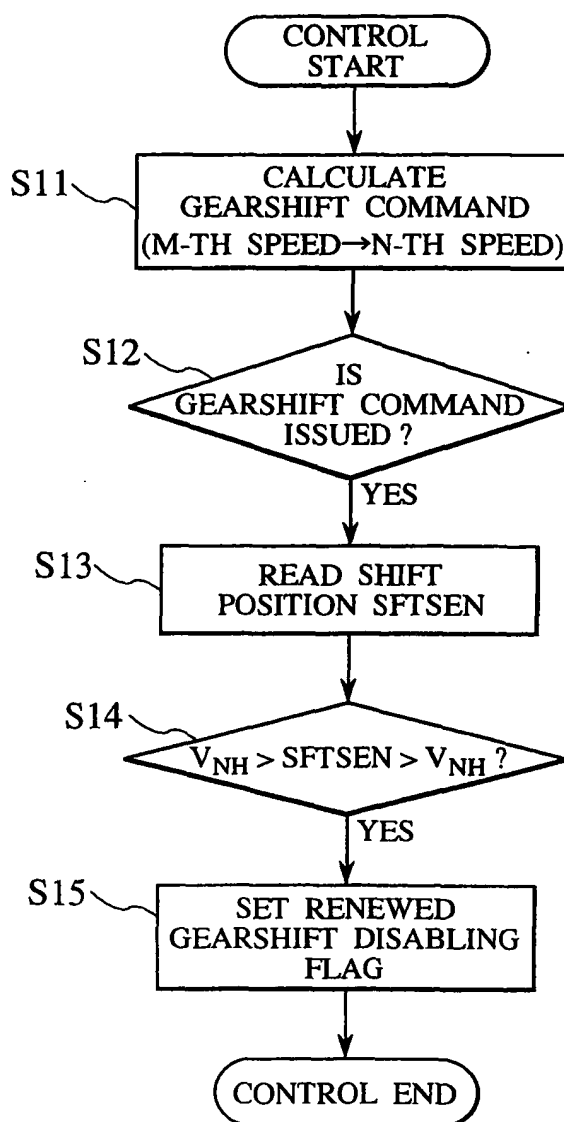 CONTROL
START
S11
CALCULATE
GEARSHIFT COMMAND
(M-TH SPEED→N-TH SPEED)
S12
IS
GEARSHIFT COMMAND
ISSUED ?
YES
S13
READ SHIFT
POSITION SFTSEN
S14
V_NH > SFTSEN > V_NH ?
YES
S15
SET RENEWED
GEARSHIFT DISABLING
FLAG
CONTROL END